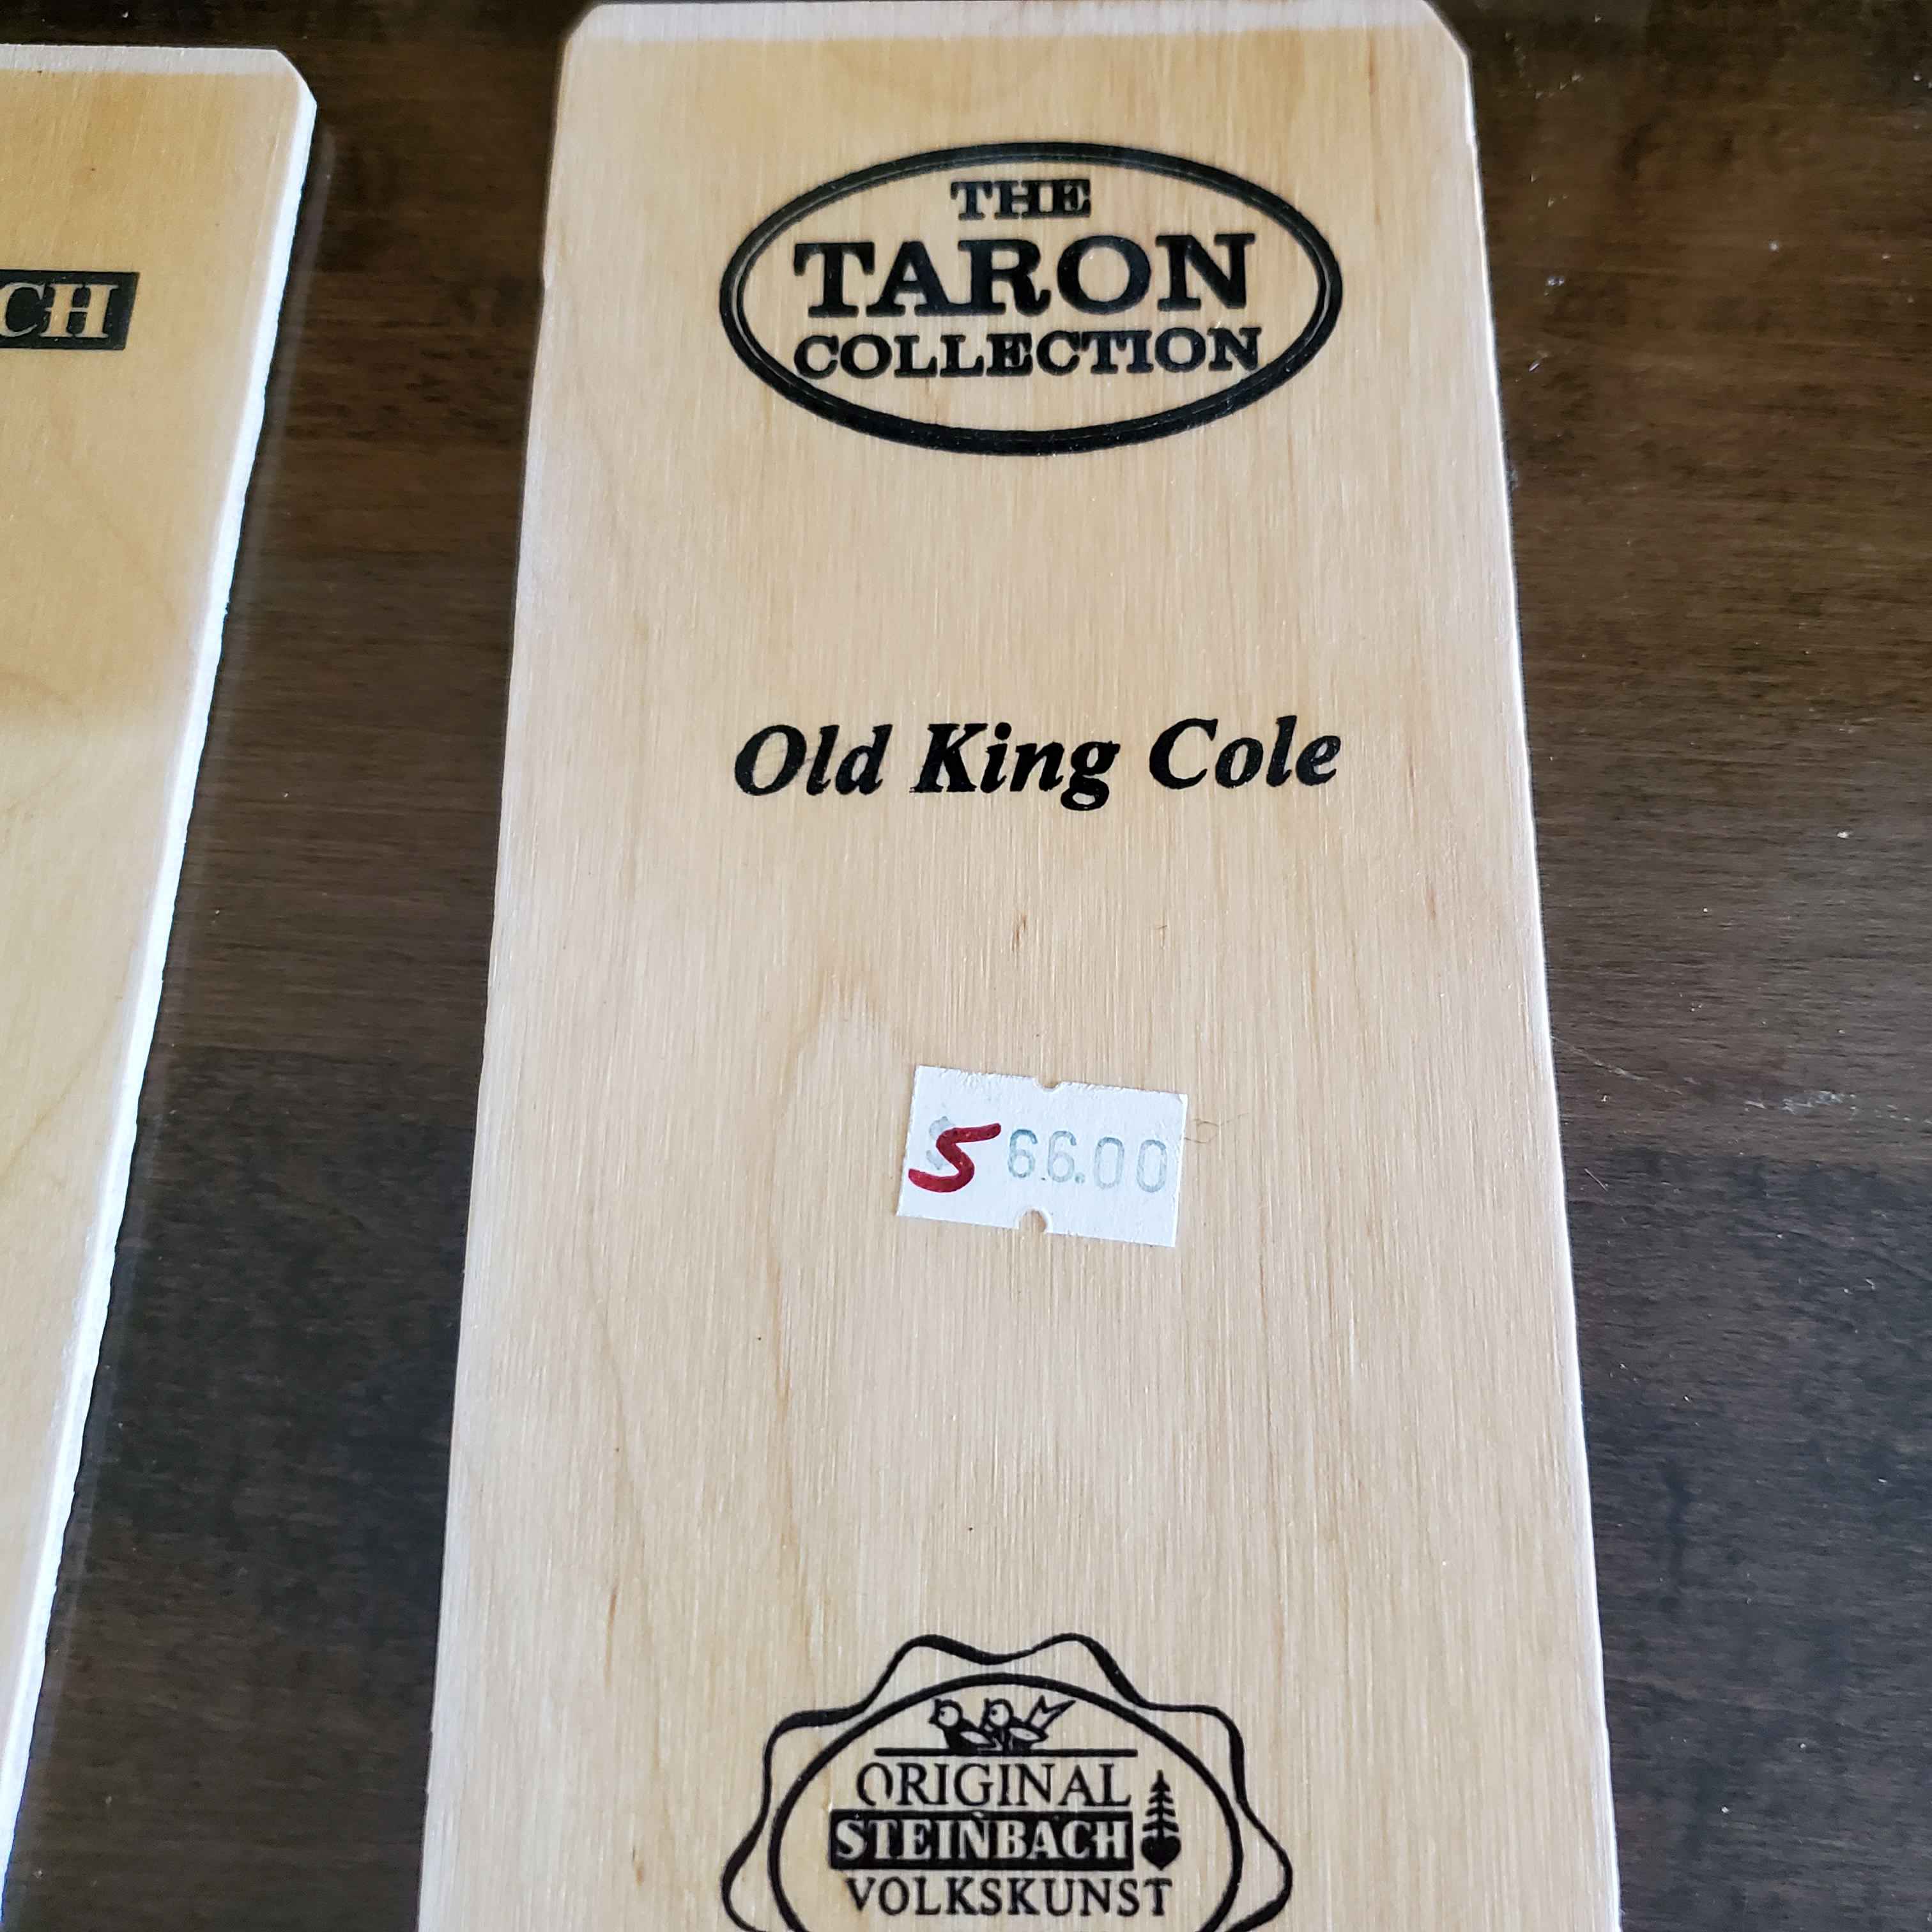 CH
THE
TARON
COLLECTION
Old King Cole
$ 66.00
5
ORIGINAL
STEINBACH
VOLKSKUNST